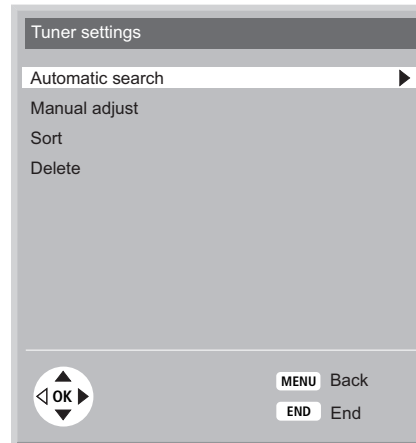 Tuner settings
Automatic search
Manual adjust
Sort
Delete
OK
MENU Back
END End